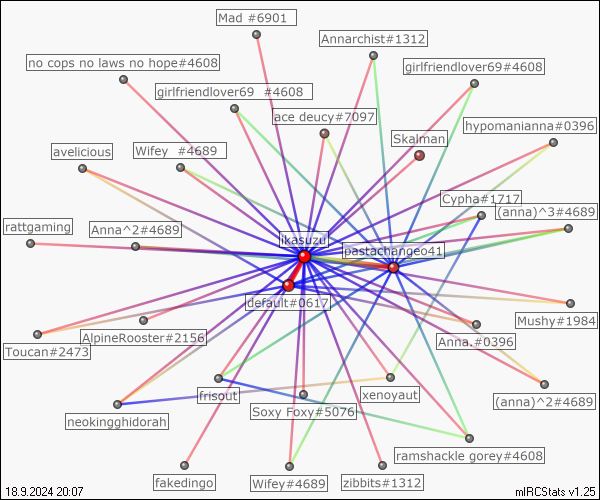 Mad #6901
Annarchist#1312
no cops no laws no hope#4608
girlfriendlover69#4608
girlfriendlover69 #4608
ace deucy#7097
hypomanianna#0396
Skalman
avelicious
Wifey #4689
Cypha#1717
(anna)^3#4689
rattgaming
Anna^2#4689
jikasuzu
pastachangeo41
default#0617
Mushy#1984
AlpineRooster#2156
Anna.#0396
Toucan#2473
frisout
xenoyaut
(anna)^2#4689
Soxy Foxy#5076
neokingghidorah
ramshackle gorey#4608
fakedingo
Wifey#4689
zibbits#1312
18.9.2024 20:07
mIRCStats v1.25